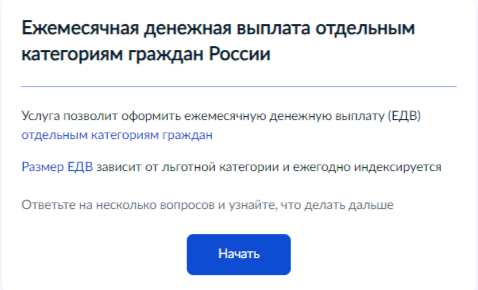 Ежемесячная денежная выплата отдельным
категориям граждан России
Услуга позволит оформить ежемесячную денежную выплату (ЕДВ)
отдельным категориям граждан
Размер ЕДВ зависит от льготной категории и ежегодно индексируется
Ответьте на несколько вопросов и узнайте, что делать дальше
Начать